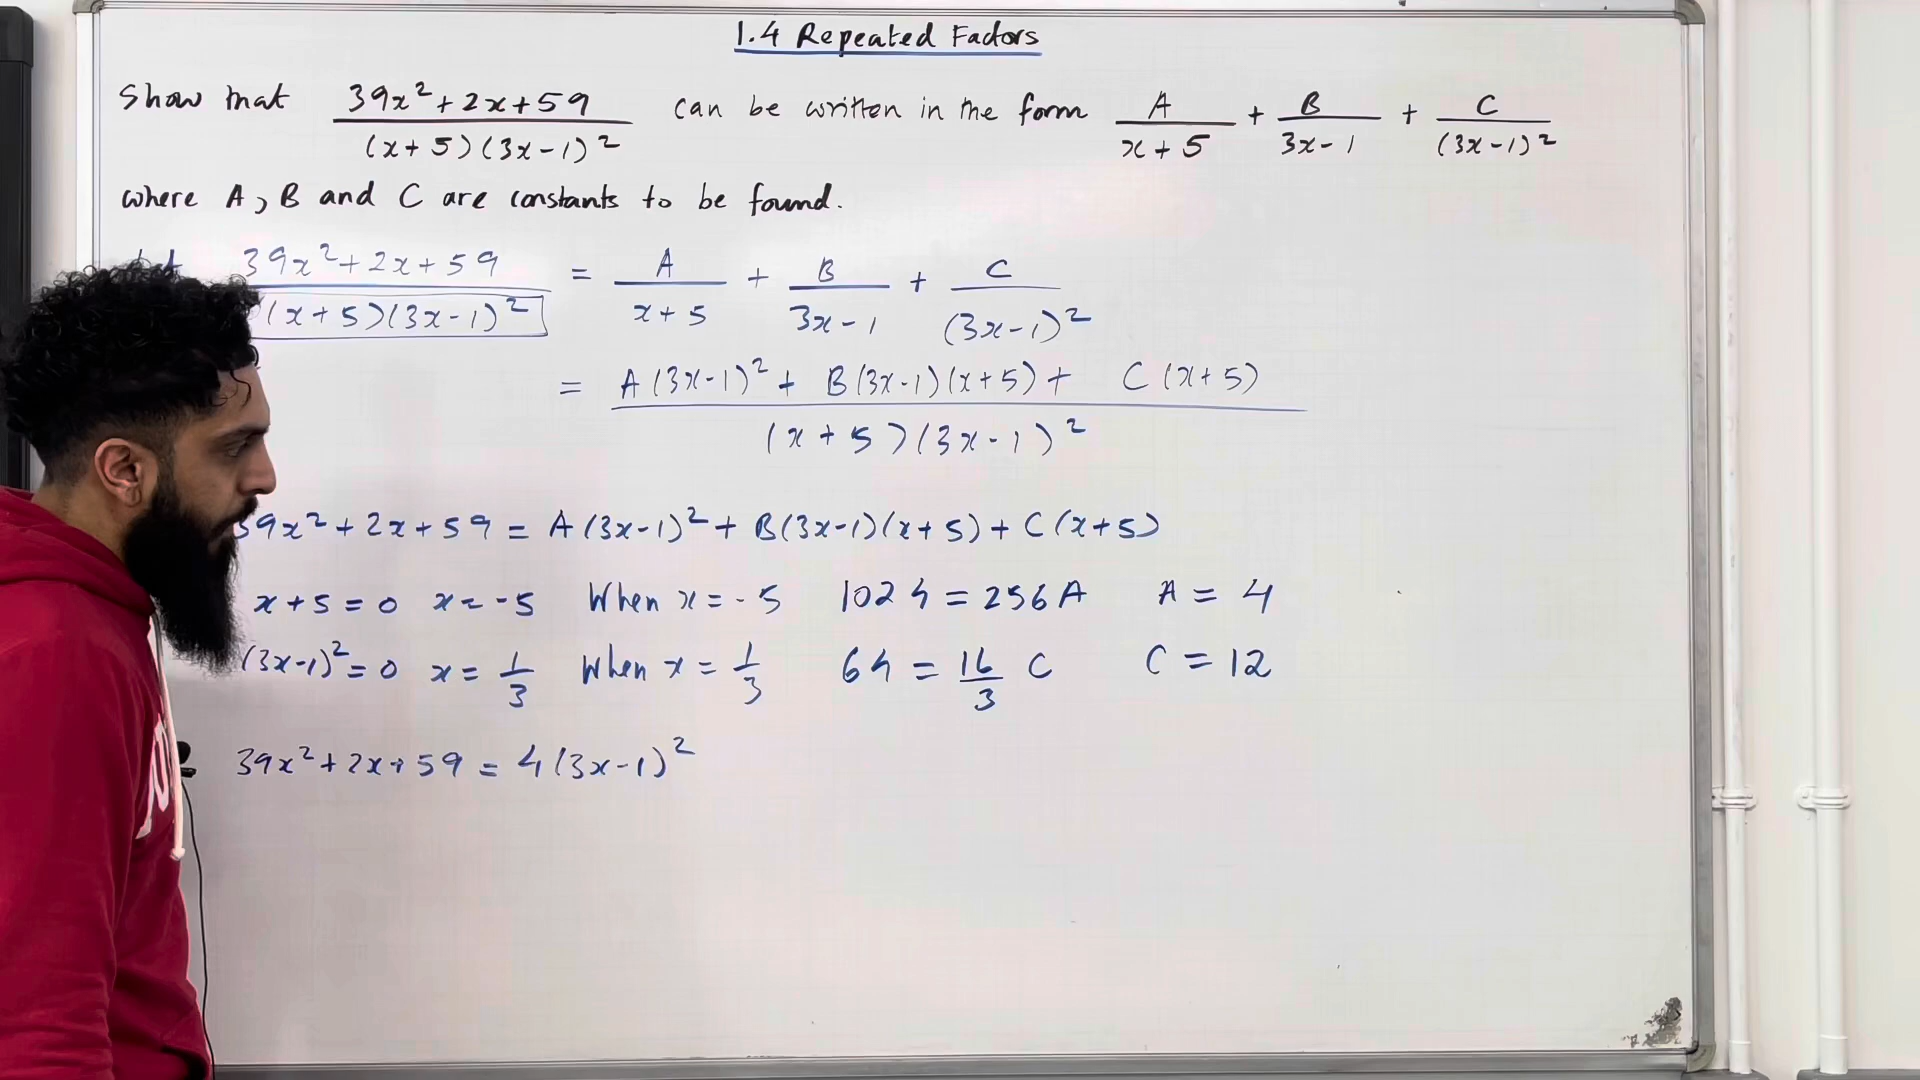 1.4 Repeated Factors
Show that (39x²+2x+59)/((x+5)(3x-1)²) can be written in the form A/(x+5) + B/(3x-1) + C/(3x-1)²
where A, B and C are constants to be found.
(39x²+2x+59)/((x+5)(3x-1)²) = A/(x+5) + B/(3x-1) + C/(3x-1)²
= (A(3x-1)² + B(3x-1)(x+5) + C(x+5))/((x+5)(3x-1)²)
39x²+2x+59 = A(3x-1)² + B(3x-1)(x+5) + C(x+5)
x+5=0 x=-5 When x=-5 1024=256A A=4
(3x-1)²=0 x=1/3 When x=1/3 64=16/3 C C=12
39x²+2x+59 = 4(3x-1)²